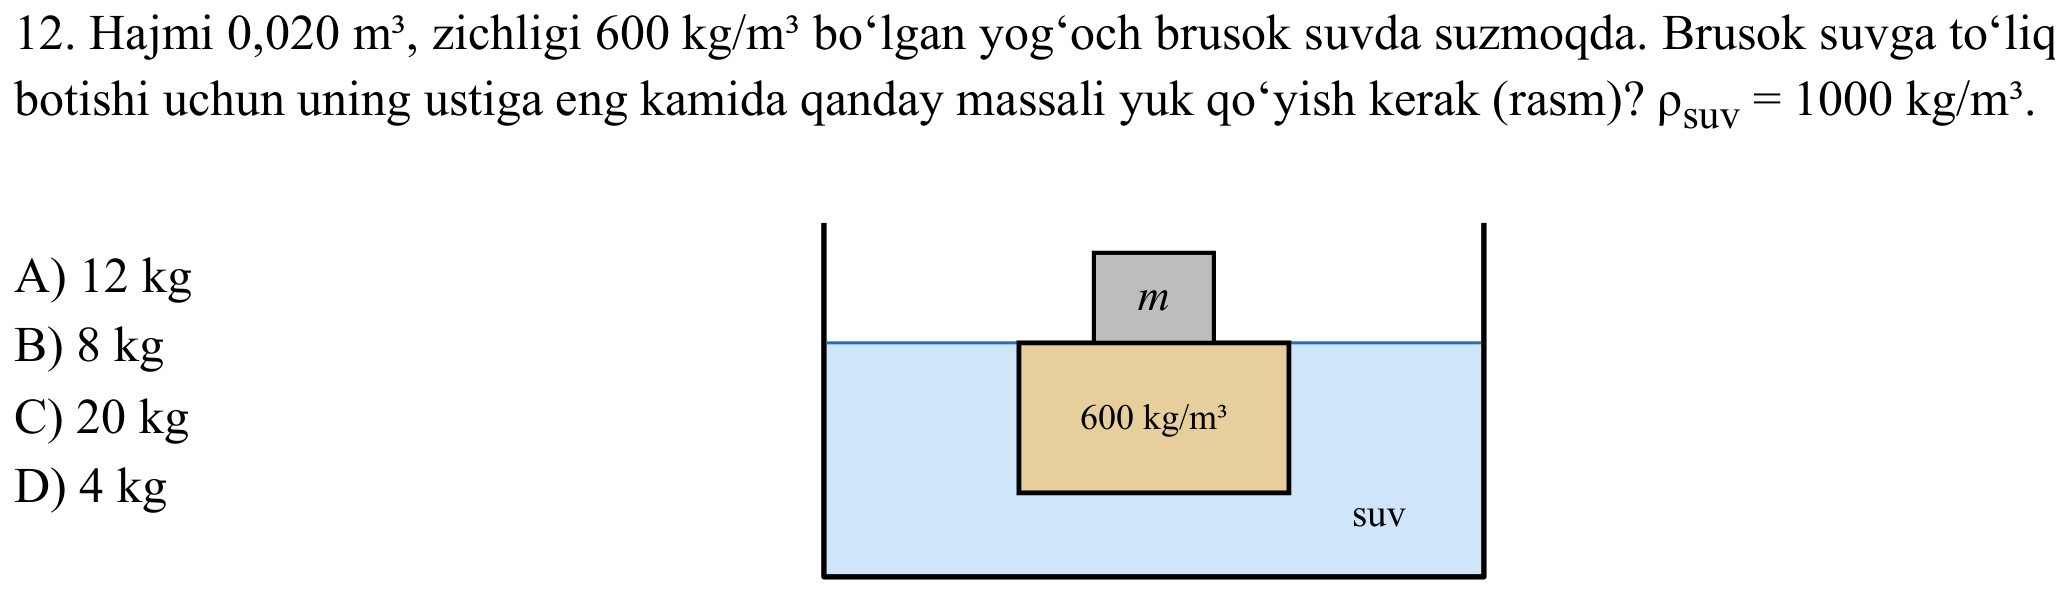 12. Hajmi 0,020 m³, zichligi 600 kg/m³ bo‘lgan yog‘och brusok suvda suzmoqda. Brusok suvga to‘liq
botishi uchun uning ustiga eng kamida qanday massali yuk qo‘yish kerak (rasm)? ρsuv = 1000 kg/m³.
A) 12 kg
B) 8 kg
C) 20 kg
D) 4 kg
m
600 kg/m³
suv